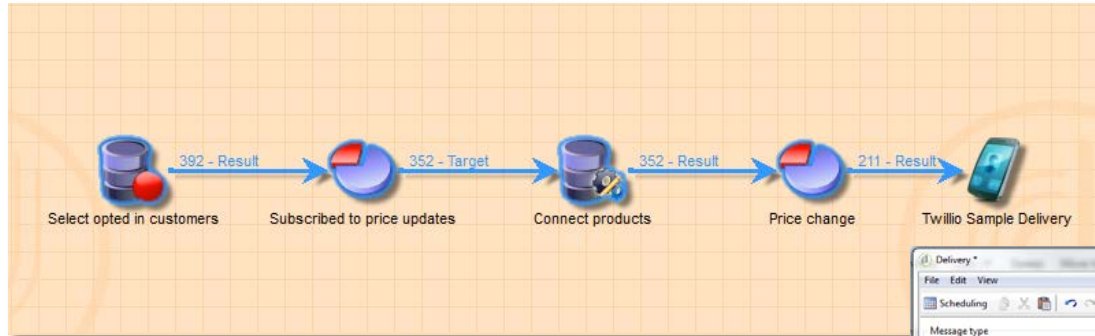 392 - Result
352 - Target
352 - Result
211 - Result
Select opted in customers
Subscribed to price updates
Connect products
Price change
Twillio Sample Delivery
Delivery *
File Edit View
Scheduling
Message type